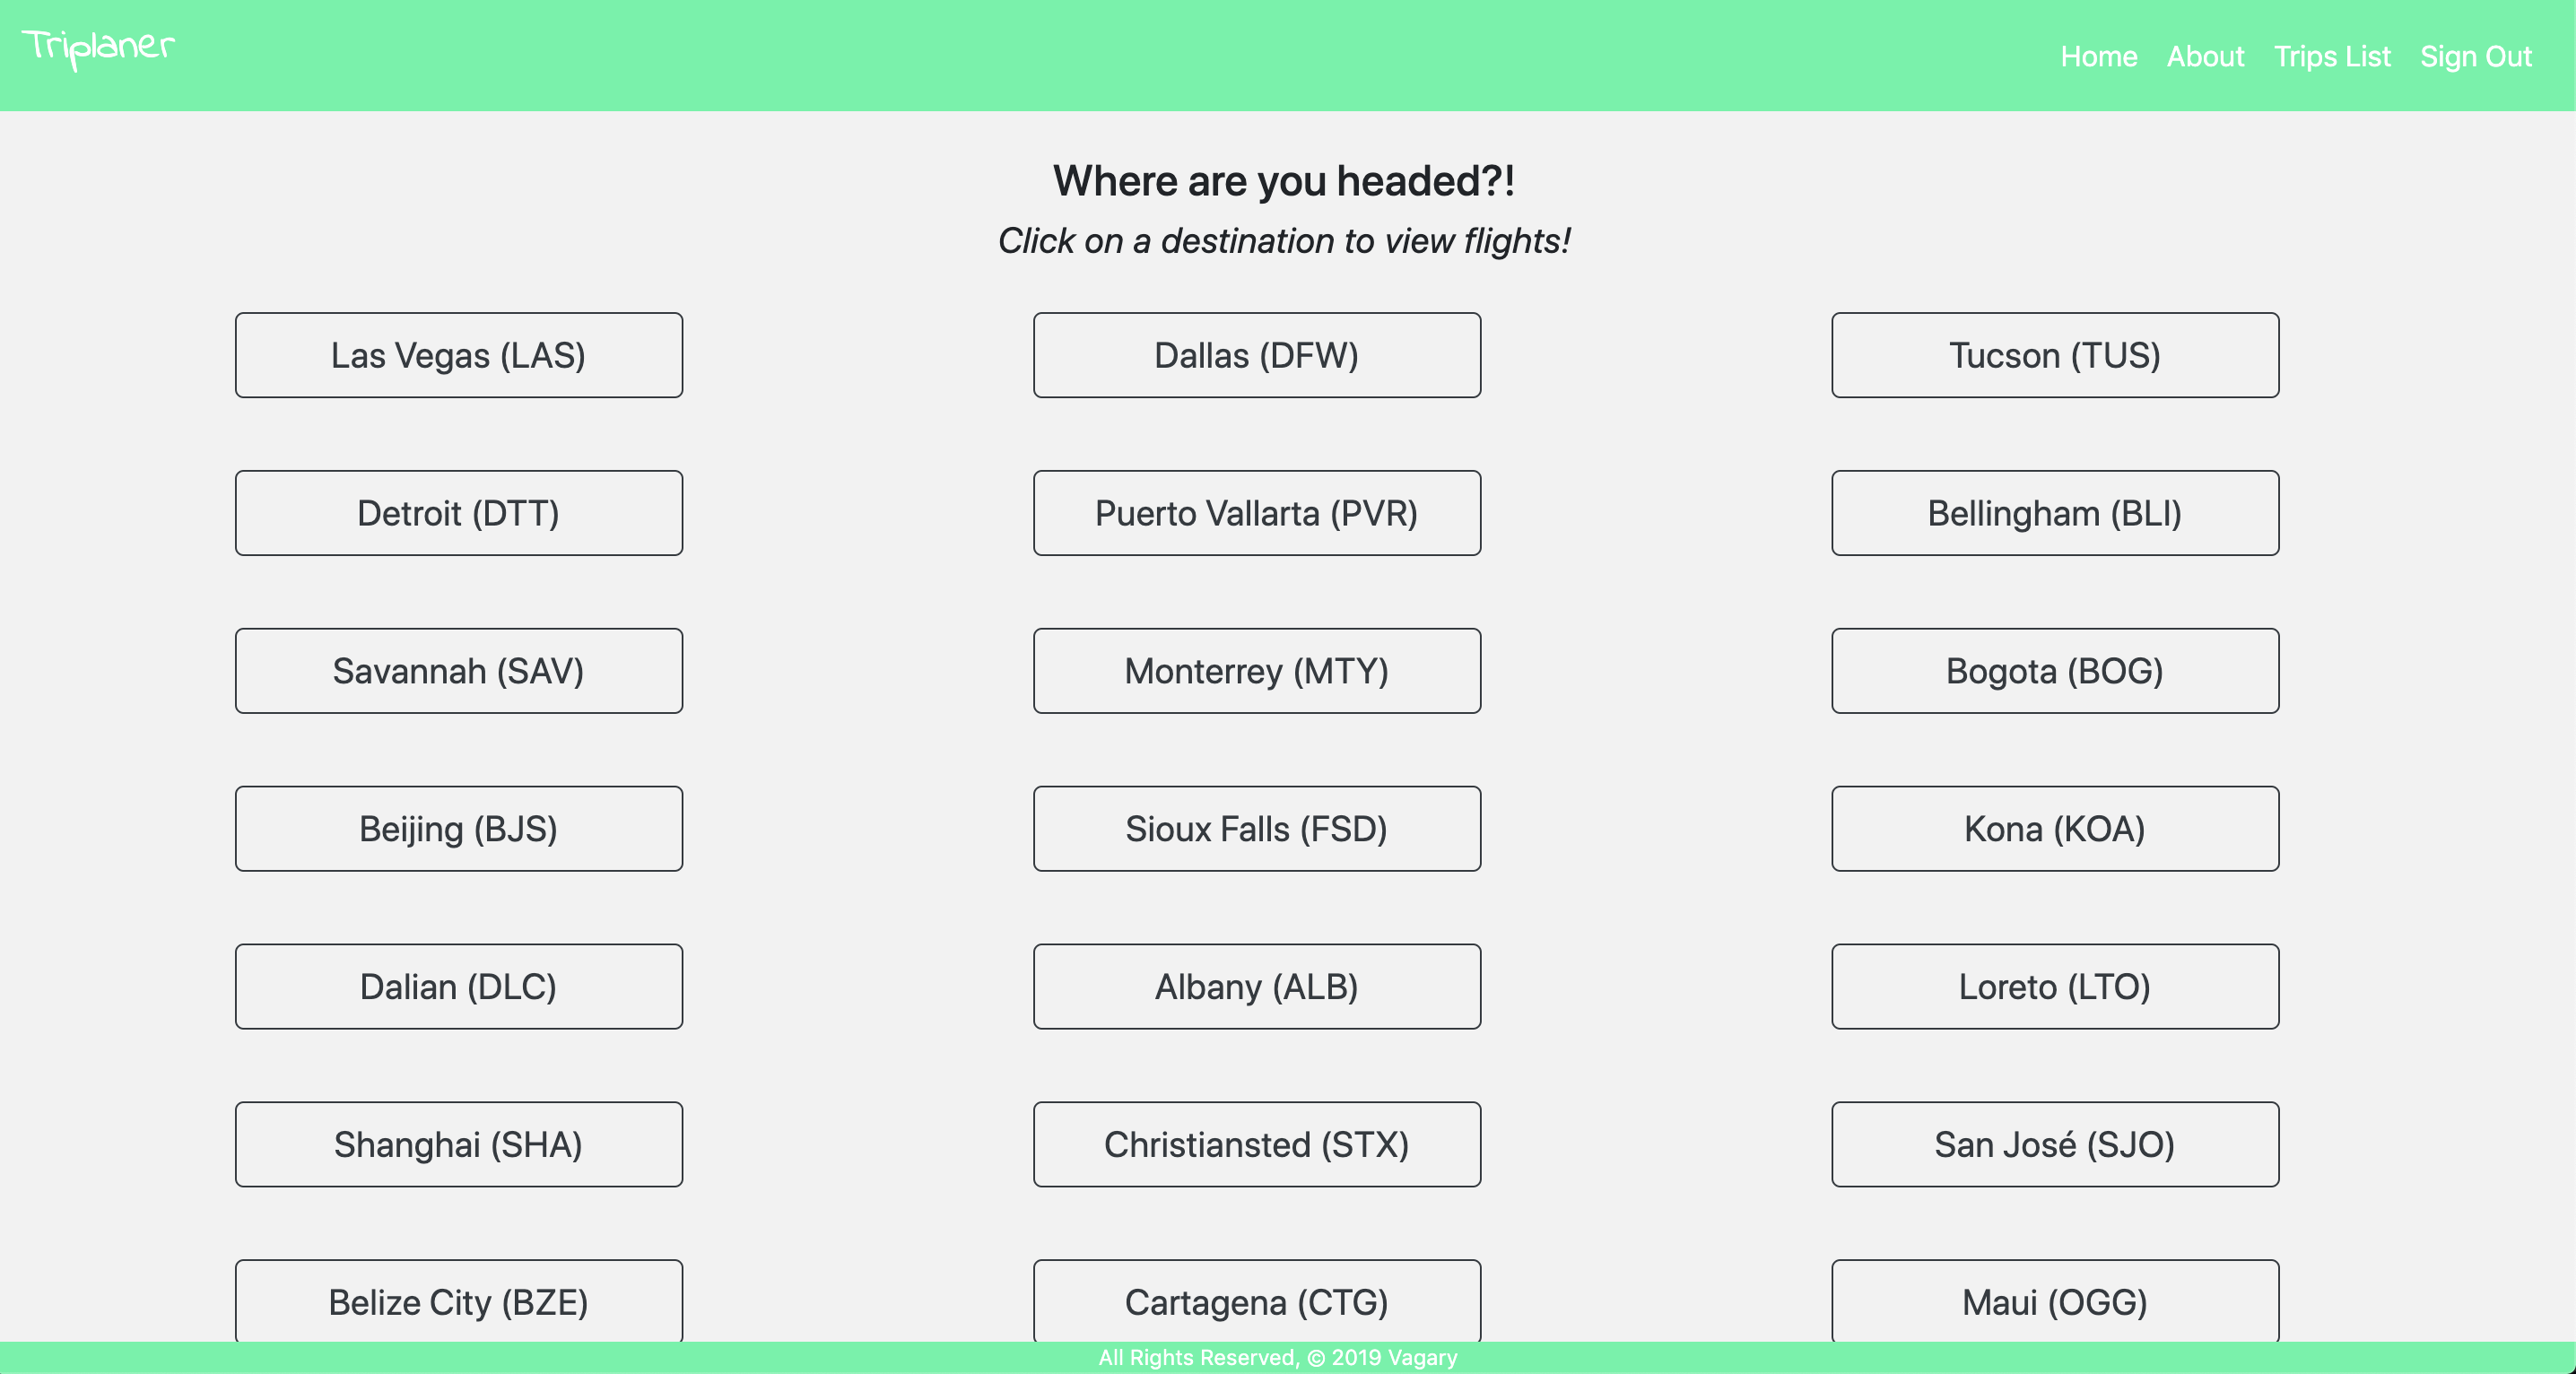 Triplaner
Home About Trips List Sign Out
Where are you headed?!
Click on a destination to view flights!
Las Vegas (LAS) Dallas (DFW) Tucson (TUS)
Detroit (DTT) Puerto Vallarta (PVR) Bellingham (BLI)
Savannah (SAV) Monterrey (MTY) Bogota (BOG)
Beijing (BJS) Sioux Falls (FSD) Kona (KOA)
Dalian (DLC) Albany (ALB) Loreto (LTO)
Shanghai (SHA) Christiansted (STX) San José (SJO)
Belize City (BZE) Cartagena (CTG) Maui (OGG)
All Rights Reserved, © 2019 Vagary